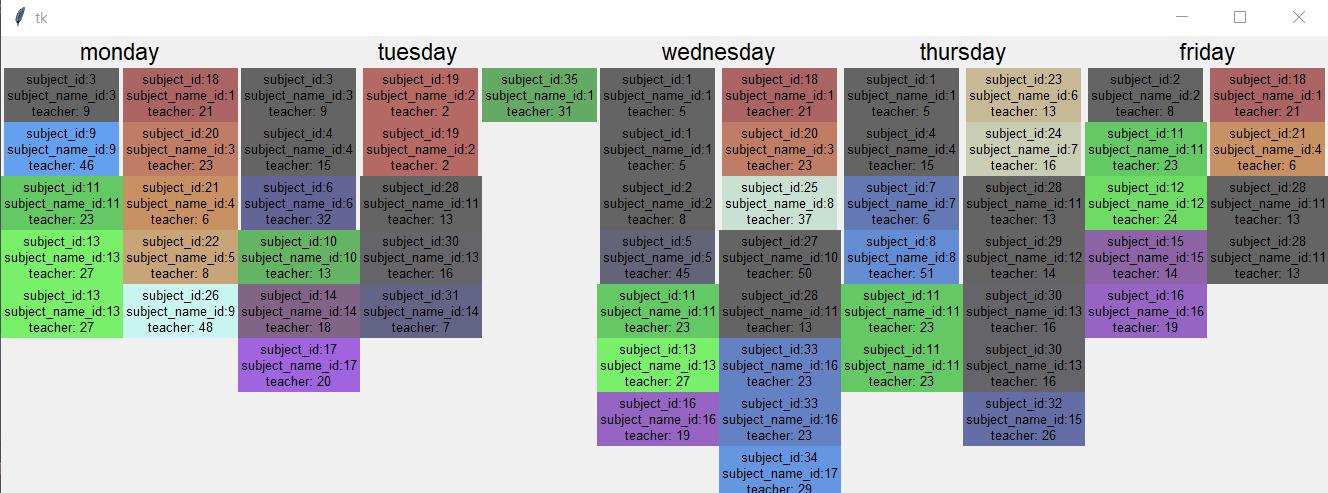 tk
monday
tuesday
wednesday
thursday
friday
subject_id:3
subject_name_id:3
teacher: 9
subject_id:9
subject_name_id:9
teacher: 46
subject_id:11
subject_name_id:11
teacher: 23
subject_id:13
subject_name_id:13
teacher: 27
subject_id:13
subject_name_id:13
teacher: 27
subject_id:18
subject_name_id:1
teacher: 21
subject_id:20
subject_name_id:3
teacher: 23
subject_id:21
subject_name_id:4
teacher: 6
subject_id:22
subject_name_id:5
teacher: 8
subject_id:26
subject_name_id:9
teacher: 48
subject_id:3
subject_name_id:3
teacher: 9
subject_id:4
subject_name_id:4
teacher: 15
subject_id:6
subject_name_id:6
teacher: 32
subject_id:10
subject_name_id:10
teacher: 13
subject_id:14
subject_name_id:14
teacher: 18
subject_id:17
subject_name_id:17
teacher: 20
subject_id:19
subject_name_id:2
teacher: 2
subject_id:19
subject_name_id:2
teacher: 2
subject_id:28
subject_name_id:11
teacher: 13
subject_id:30
subject_name_id:13
teacher: 16
subject_id:31
subject_name_id:14
teacher: 7
subject_id:35
subject_name_id:1
teacher: 31
subject_id:1
subject_name_id:1
teacher: 5
subject_id:1
subject_name_id:1
teacher: 5
subject_id:2
subject_name_id:2
teacher: 8
subject_id:5
subject_name_id:5
teacher: 45
subject_id:11
subject_name_id:11
teacher: 23
subject_id:13
subject_name_id:13
teacher: 27
subject_id:16
subject_name_id:16
teacher: 19
subject_id:18
subject_name_id:1
teacher: 21
subject_id:20
subject_name_id:3
teacher: 23
subject_id:25
subject_name_id:8
teacher: 37
subject_id:27
subject_name_id:10
teacher: 50
subject_id:28
subject_name_id:11
teacher: 13
subject_id:33
subject_name_id:16
teacher: 23
subject_id:33
subject_name_id:16
teacher: 23
subject_id:34
subject_name_id:17
teacher: 29
subject_id:1
subject_name_id:1
teacher: 5
subject_id:4
subject_name_id:4
teacher: 15
subject_id:7
subject_name_id:7
teacher: 6
subject_id:8
subject_name_id:8
teacher: 51
subject_id:11
subject_name_id:11
teacher: 23
subject_id:11
subject_name_id:11
teacher: 23
subject_id:23
subject_name_id:6
teacher: 13
subject_id:24
subject_name_id:7
teacher: 16
subject_id:28
subject_name_id:11
teacher: 13
subject_id:29
subject_name_id:12
teacher: 14
subject_id:30
subject_name_id:13
teacher: 16
subject_id:30
subject_name_id:13
teacher: 16
subject_id:32
subject_name_id:15
teacher: 26
subject_id:2
subject_name_id:2
teacher: 8
subject_id:11
subject_name_id:11
teacher: 23
subject_id:12
subject_name_id:12
teacher: 24
subject_id:15
subject_name_id:15
teacher: 14
subject_id:16
subject_name_id:16
teacher: 19
subject_id:18
subject_name_id:1
teacher: 21
subject_id:21
subject_name_id:4
teacher: 6
subject_id:28
subject_name_id:11
teacher: 13
subject_id:28
subject_name_id:11
teacher: 13